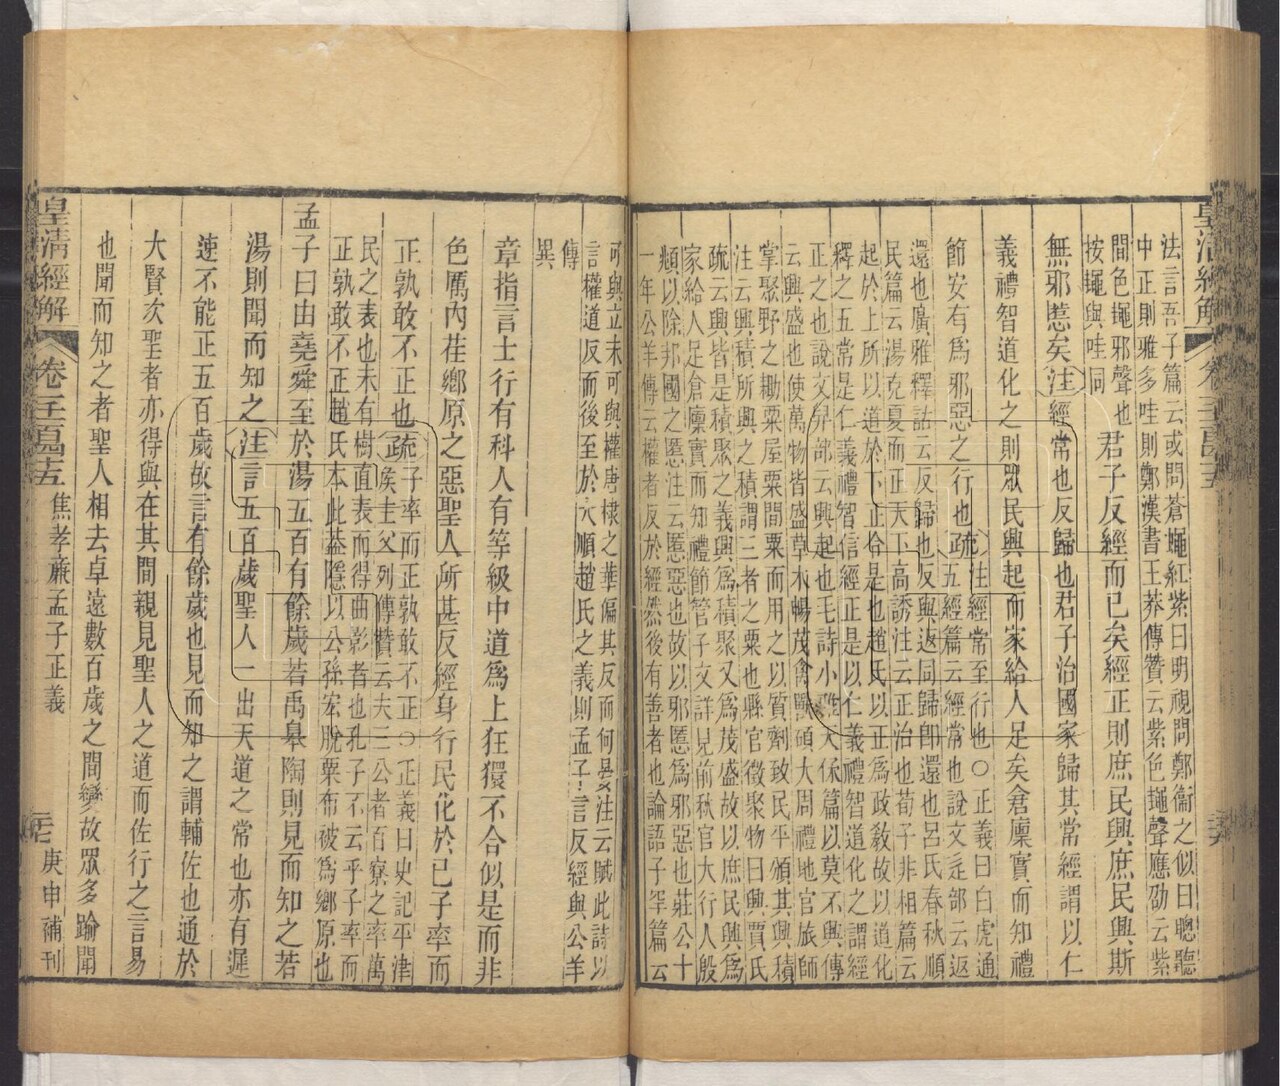 皇清經解
法言吾子篇云或問蒼蠅紅紫曰明視問鄭衞之似曰聰聽
中正則雅多哇則鄭漢書王莽傳贊云紫色䵷聲應劭云紫
間色䵷邪聲也
按䵷與哇同
君子反經而已矣經正則庶民興庶民興斯
無邪慝矣注經常也反歸也君子治國家歸其常經謂以仁
義禮智道化之則眾民興起而家給人足矣倉廩實而知禮
節安有爲邪惡之行也疏
注經常至行也○正義曰白虎通
五經篇云經常也說文辵部云返
還也廣雅釋詁云反歸也反與返同歸卽還也呂氏春秋順
民篇云湯克夏而正天下高誘注云正治也荀子非相篇云
起於上所以道於下正令是也趙氏以正爲政敎故以道化
釋之五常是仁義禮智信經正是以仁義禮智道化之謂經
正之也說文舁部云興起也毛詩小雅天保篇以莫不興傳
云興盛也使萬物皆盛草木暢茂禽獸碩大周禮地官旅師
掌聚野之耡粟屋粟間粟而用之以質劑致民平頒其興積
注云興積所興之積謂三者之粟也縣官徵聚物曰興賈氏
疏云興皆是積聚之義興爲積聚又爲茂盛故以庶民興爲
家給人足倉廩實而知禮節管子文詳見前秋官大行人殷
頫以除邦國之慝注云慝惡也故以邪慝爲邪惡也莊公十
一年公羊傳云權者反於經然後有善者也論語子罕篇云
可與立未可與權唐棣之華偏其反而何晏注云賦此詩以
言權道反而後至於大順趙氏之義則孟子言反經與公羊
傳
異
章指言士行有科人有等級中道爲上狂獧不合似是而非
色厲內荏鄉原之惡聖人所甚反經身行民化於己子率而
正孰敢不正也疏
子率而正孰敢不正○正義曰史記平津
侯主父列傳贊云夫三公者百寮之率萬
民之表也未有樹直表而得曲影者也孔子不云乎子率而
正孰敢不正趙氏本此蓋隱以公孫宏脫粟布被爲鄉原也
孟子曰由堯舜至於湯五百有餘歲若禹皋陶則見而知之若
湯則聞而知之注言五百歲聖人一出天道之常也亦有遲
速不能正五百歲故言有餘歲也見而知之謂輔佐也通於
大賢次聖者亦得與在其間親見聖人之道而佐行之言易
也聞而知之者聖人相去卓遠數百歲之間變故眾多踰聞
皇清經解 焦孝廉孟子正義 庚申補刊